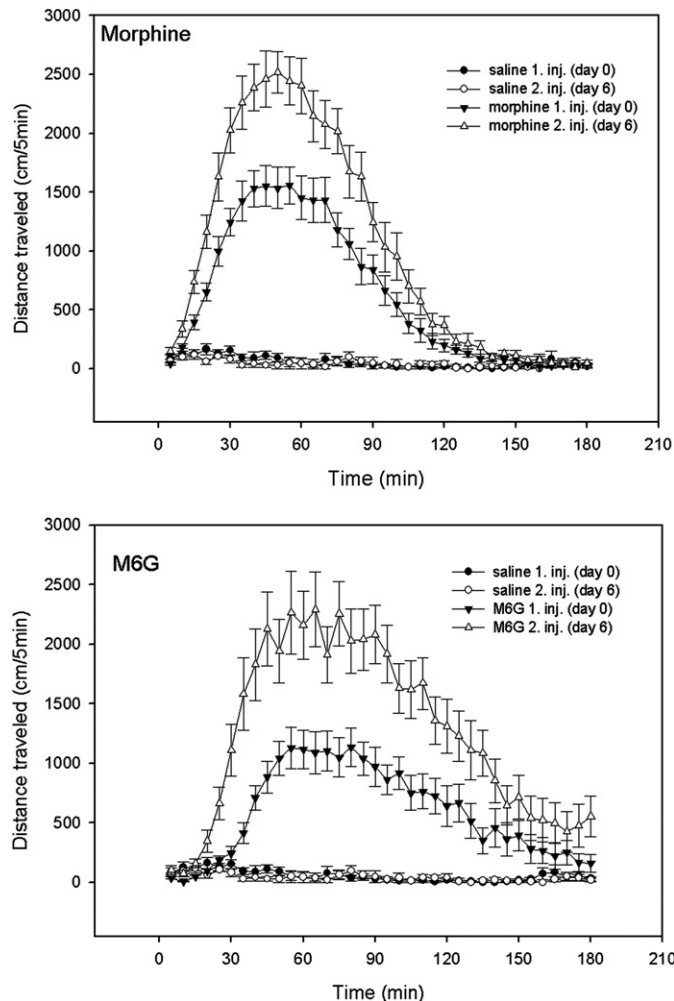 Morphine
saline 1. inj. (day 0)
saline 2. inj. (day 6)
morphine 1. inj. (day 0)
morphine 2. inj. (day 6)
Distance traveled (cm/5min)
3000
2500
2000
1500
1000
500
0
0 30 60 90 120 150 180 210
Time (min)
M6G
saline 1. inj. (day 0)
saline 2. inj. (day 6)
M6G 1. inj. (day 0)
M6G 2. inj. (day 6)
Distance traveled (cm/5min)
3000
2500
2000
1500
1000
500
0
0 30 60 90 120 150 180 210
Time (min)